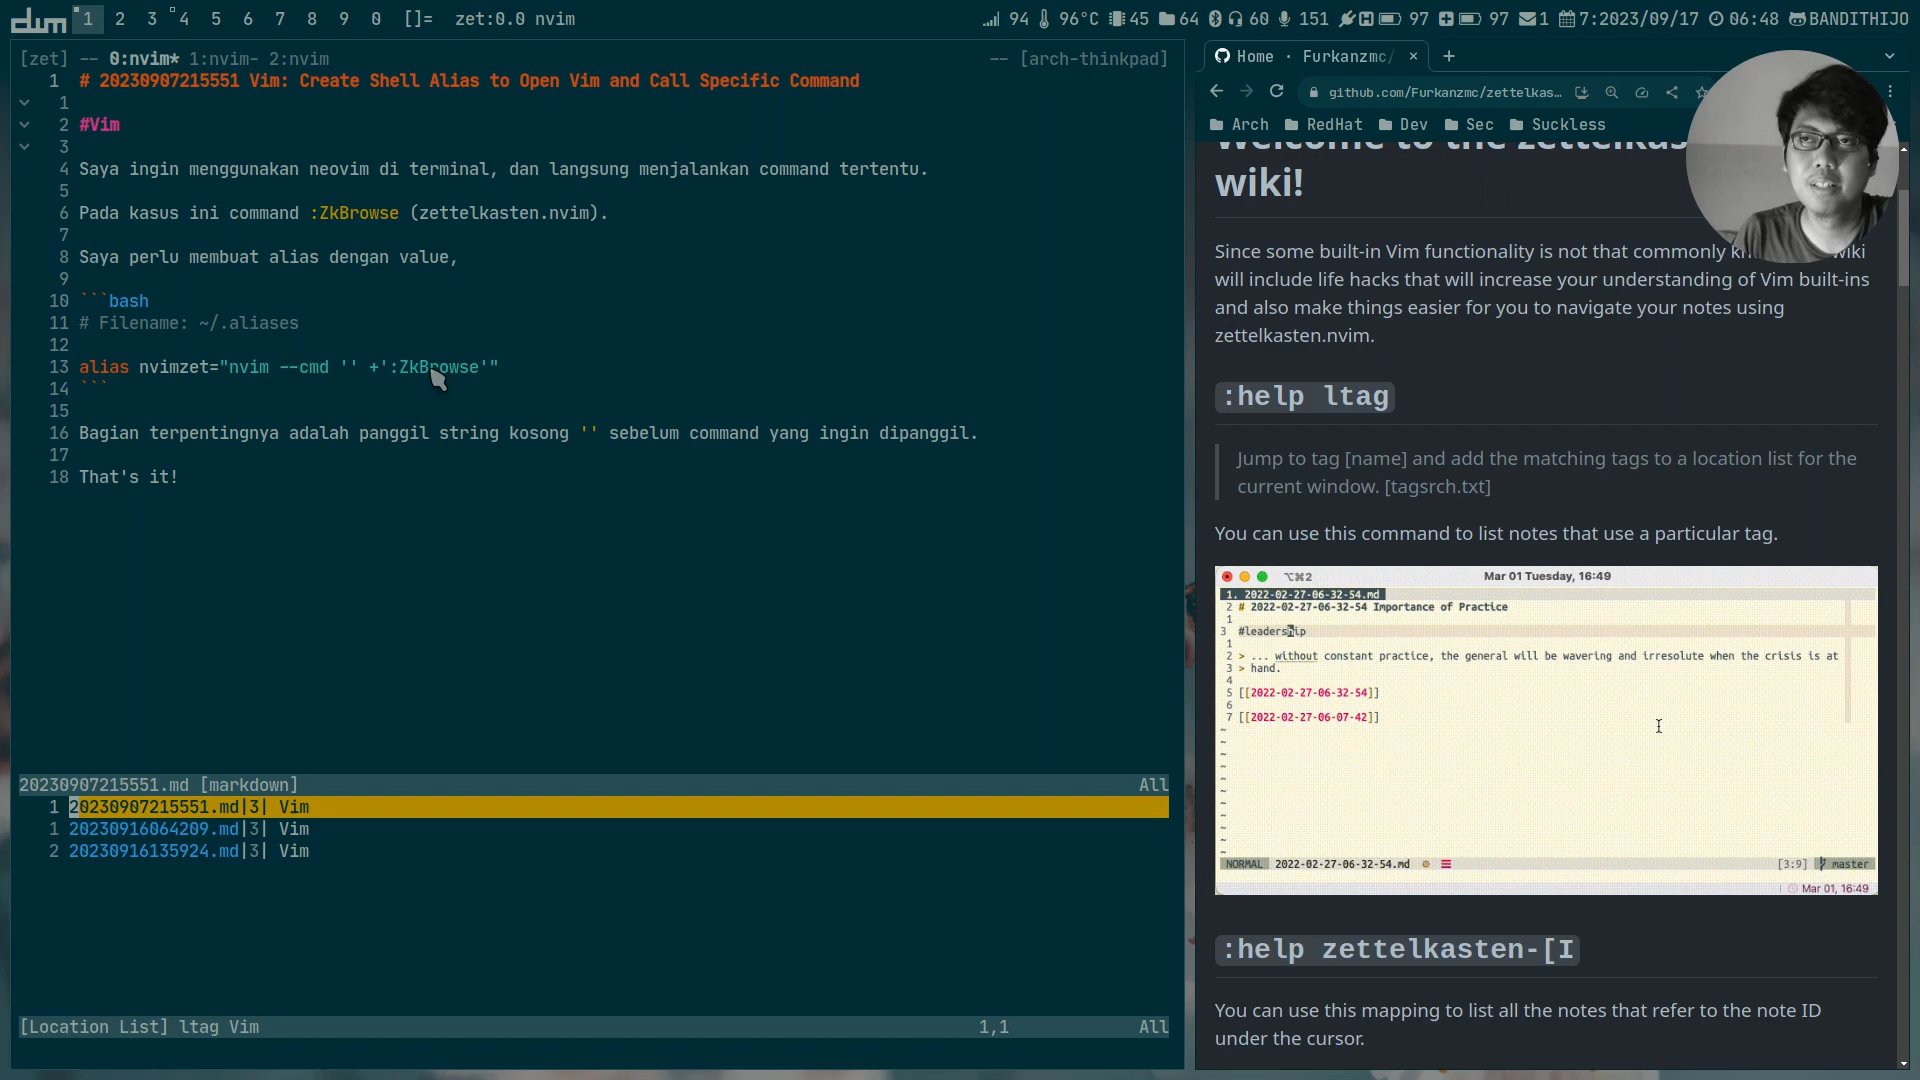 dwm 1 2 3 4 5 6 7 8 9 0 []= zet:0.0 nvim
94 96°C 45 64 60 151 97 97 1 7:2023/09/17 06:48 BANDITHIJO
[zet] -- 0:nvim* 1:nvim- 2:nvim -- [arch-thinkpad]
1 # 20230907215551 Vim: Create Shell Alias to Open Vim and Call Specific Command
1
2 #Vim
3
4 Saya ingin menggunakan neovim di terminal, dan langsung menjalankan command tertentu.
5
6 Pada kasus ini command :ZkBrowse (zettelkasten.nvim).
7
8 Saya perlu membuat alias dengan value,
9
10 ```bash
11 # Filename: ~/.aliases
12
13 alias nvimzet="nvim --cmd '' +':ZkBrowse'"
14 ```
15
16 Bagian terpentingnya adalah panggil string kosong '' sebelum command yang ingin dipanggil.
17
18 That's it!
20230907215551.md [markdown] All
1 20230907215551.md|3| Vim
1 20230916064209.md|3| Vim
2 20230916135924.md|3| Vim
[Location List] ltag Vim 1,1 All
Home · Furkanzmc/
github.com/Furkanzmc/zettelkas…
Arch RedHat Dev Sec Suckless
Welcome to the
wiki!
Since some built-in Vim functionality is not that commonly wiki
will include life hacks that will increase your understanding of Vim built-ins
and also make things easier for you to navigate your notes using
zettelkasten.nvim.
:help ltag
Jump to tag [name] and add the matching tags to a location list for the
current window. [tagsrch.txt]
You can use this command to list notes that use a particular tag.
⌥⌘2 Mar 01 Tuesday, 16:49
1. 2022-02-27-06-32-54.md
2 # 2022-02-27-06-32-54 Importance of Practice
1
3 #leadership
1
2 > ... without constant practice, the general will be wavering and irresolute when the crisis is at
3 > hand.
4
5 [[2022-02-27-06-32-54]]
6
7 [[2022-02-27-06-07-42]]
~
~
~
~
~
~
~
~
~
~
~
NORMAL 2022-02-27-06-32-54.md [3:9] master
Mar 01, 16:49
:help zettelkasten-[I
You can use this mapping to list all the notes that refer to the note ID
under the cursor.